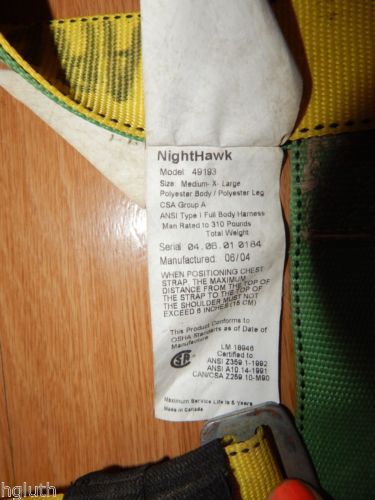 NightHawk
Model 49193
Size: Medium- X- Large
Polyester Body / Polyester Leg
CSA Group A
ANSI Type I Full Body Harness
Man Rated to 310 Pounds
Total Weight
Serial 04.06.01 0164
Manufactured: 06/04
WHEN POSITIONING CHEST
STRAP, THE MAXIMUM
DISTANCE FROM THE TOP OF
THE STRAP TO THE TOP OF
THE SHOULDER MUST NOT
EXCEED 6 INCHES (15 CM)
This Product Conforms to
OSHA Standards as of Date of
Manufacture
LM 18946
Certified to
ANSI Z359.1-1992
ANSI A10.14-1991
CAN/CSA Z259.10-M90
Maximum Service Life is 5 Years
Made in Canada
hgluth